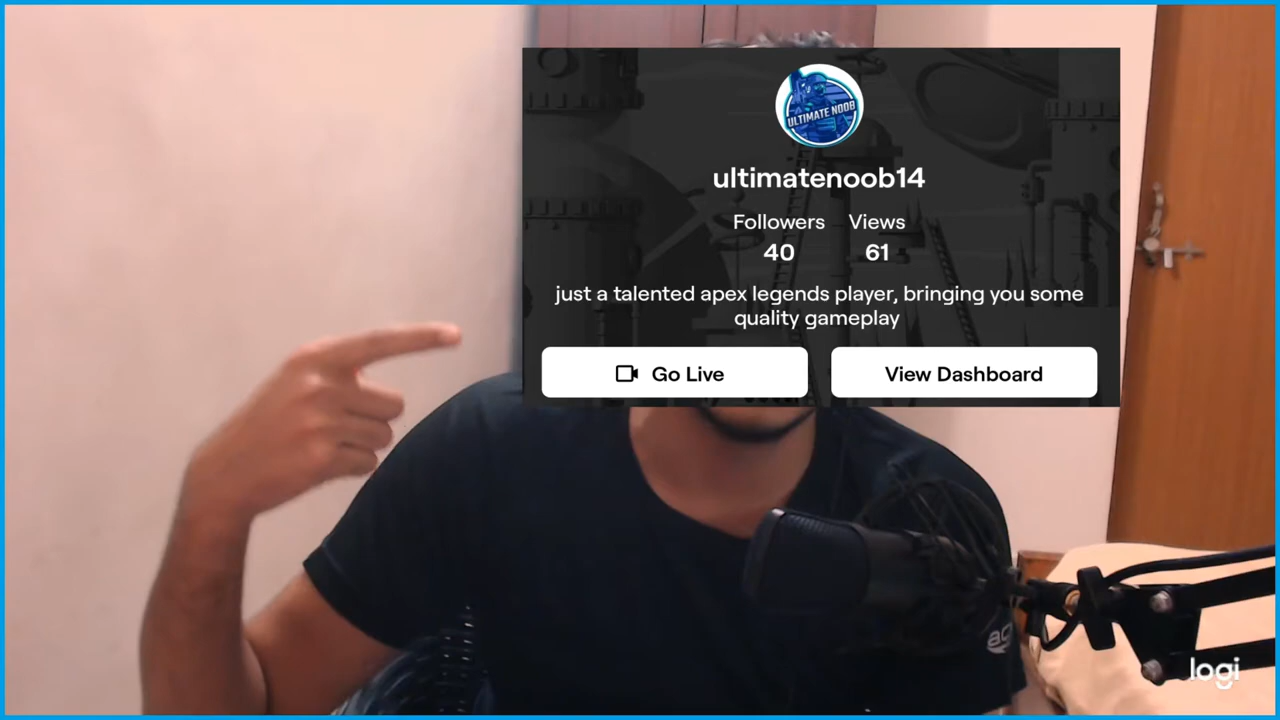 ULTIMATE NOOB
ultimatenoob14
Followers Views
40 61
just a talented apex legends player, bringing you some
quality gameplay
Go Live View Dashboard
logi